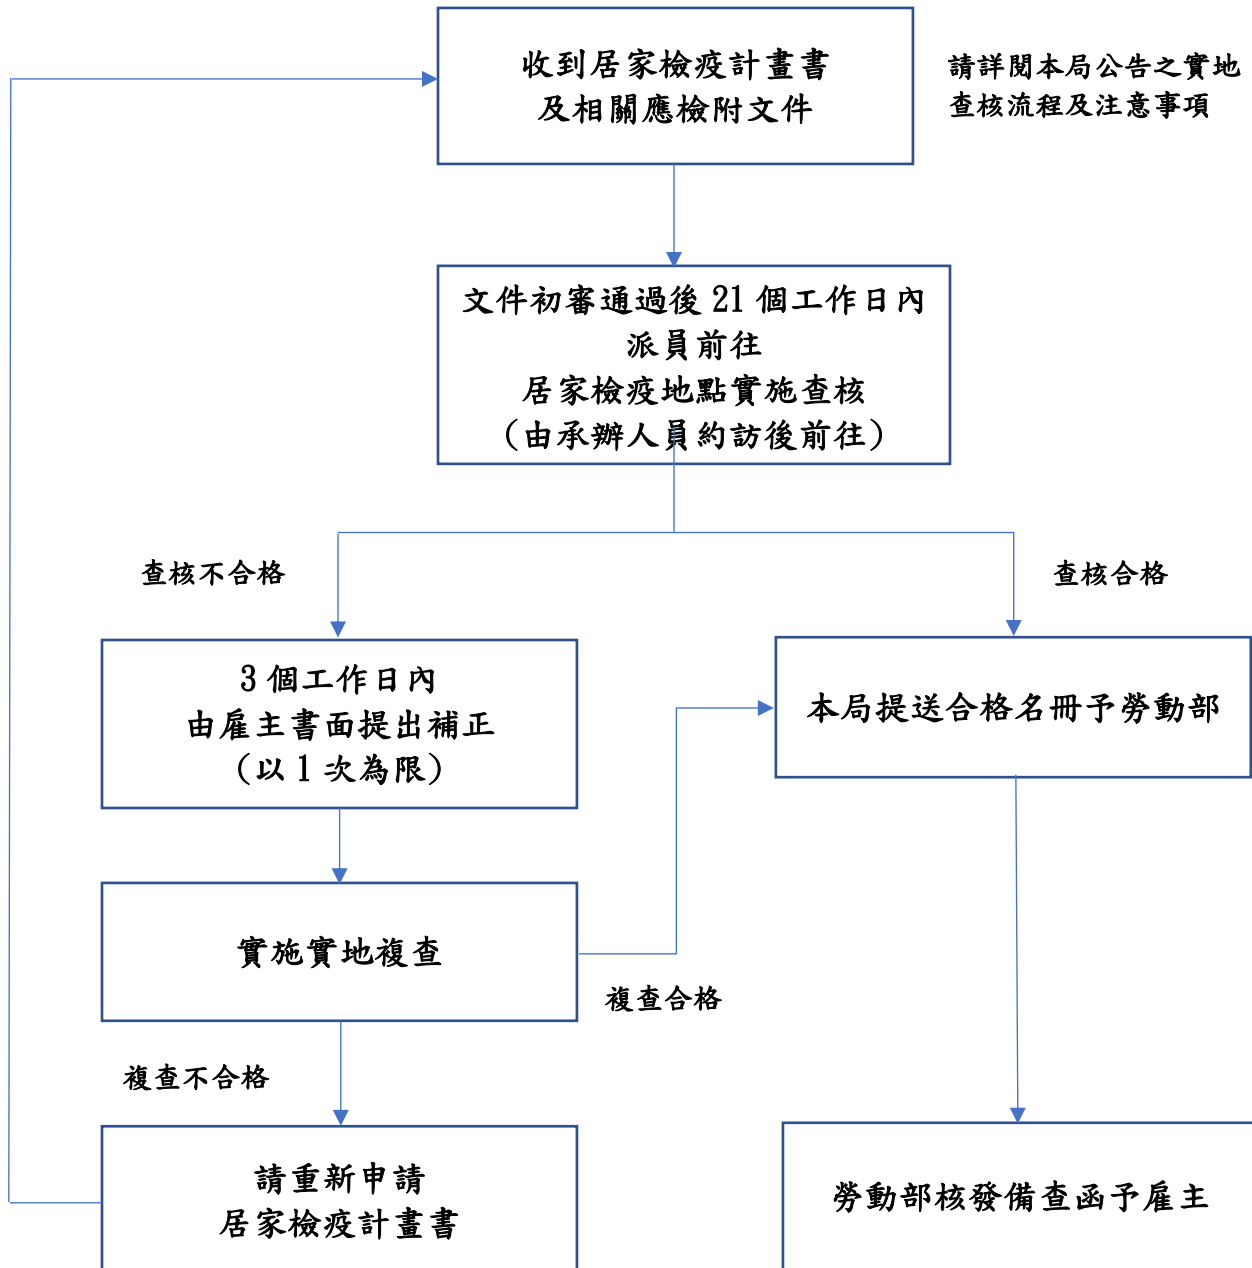 收到居家檢疫計畫書
及相關應檢附文件
請詳閱本局公告之實地
查核流程及注意事項
文件初審通過後 21 個工作日內
派員前往
居家檢疫地點實施查核
(由承辦人員約訪後前往)
查核不合格
查核合格
3 個工作日內
由雇主書面提出補正
(以 1 次為限)
本局提送合格名冊予勞動部
實施實地複查
複查合格
複查不合格
請重新申請
居家檢疫計畫書
勞動部核發備查函予雇主